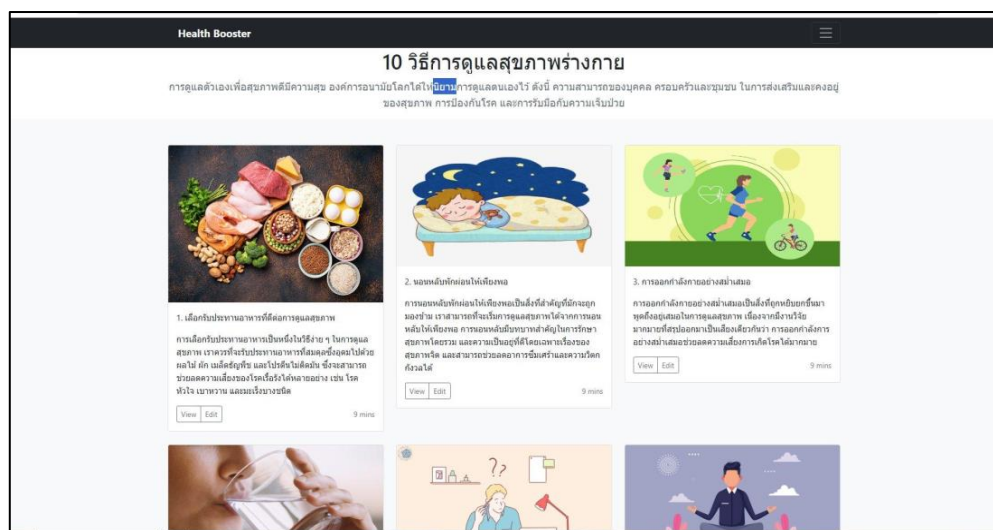 Health Booster
10 วิธีการดูแลสุขภาพร่างกาย
การดูแลตัวเองเพื่อสุขภาพดีมีความสุข องค์การอนามัยโลกได้ให้นิยามการดูแลตนเองไว้ ดังนี้ ความสามารถของบุคคล ครอบครัวและชุมชน ในการส่งเสริมและคงอยู่
ของสุขภาพ การป้องกันโรค และการรับมือกับความเจ็บป่วย
1. เลือกรับประทานอาหารที่ดีต่อการดูแลสุขภาพ
การเลือกรับประทานอาหารเป็นหนึ่งในวิธีง่าย ๆ ในการดูแล
สุขภาพ เราควรที่จะรับประทานอาหารที่สมดุลซึ่งอุดมไปด้วย
ผลไม้ ผัก เมล็ดธัญพืช และโปรตีนไม่ติดมัน ซึ่งจะสามารถ
ช่วยลดความเสี่ยงของโรคเรื้อรังได้หลายอย่าง เช่น โรค
หัวใจ เบาหวาน และมะเร็งบางชนิด
View Edit 9 mins
2. นอนหลับพักผ่อนให้เพียงพอ
การนอนหลับพักผ่อนให้เพียงพอเป็นสิ่งที่สำคัญที่มักจะถูก
มองข้าม เราสามารถที่จะเริ่มการดูแลสุขภาพได้จากการนอน
หลับให้เพียงพอ การนอนหลับมีบทบาทสำคัญในการรักษา
สุขภาพโดยรวม และความเป็นอยู่ที่ดีโดยเฉพาะเรื่องของ
สุขภาพจิต และสามารถช่วยลดอาการซึมเศร้าและความวิตก
กังวลได้
View Edit 9 mins
3. การออกกำลังกายอย่างสม่ำเสมอ
การออกกำลังกายอย่างสม่ำเสมอเป็นสิ่งที่ถูกหยิบยกขึ้นมา
พูดถึงอยู่เสมอในการดูแลสุขภาพ เนื่องจากมีงานวิจัย
มากมายที่สรุปออกมาเป็นเสียงเดียวกันว่า การออกกำลังการ
อย่างสม่ำเสมอช่วยลดความเสี่ยงการเกิดโรคได้มากมาย
View Edit 9 mins
??